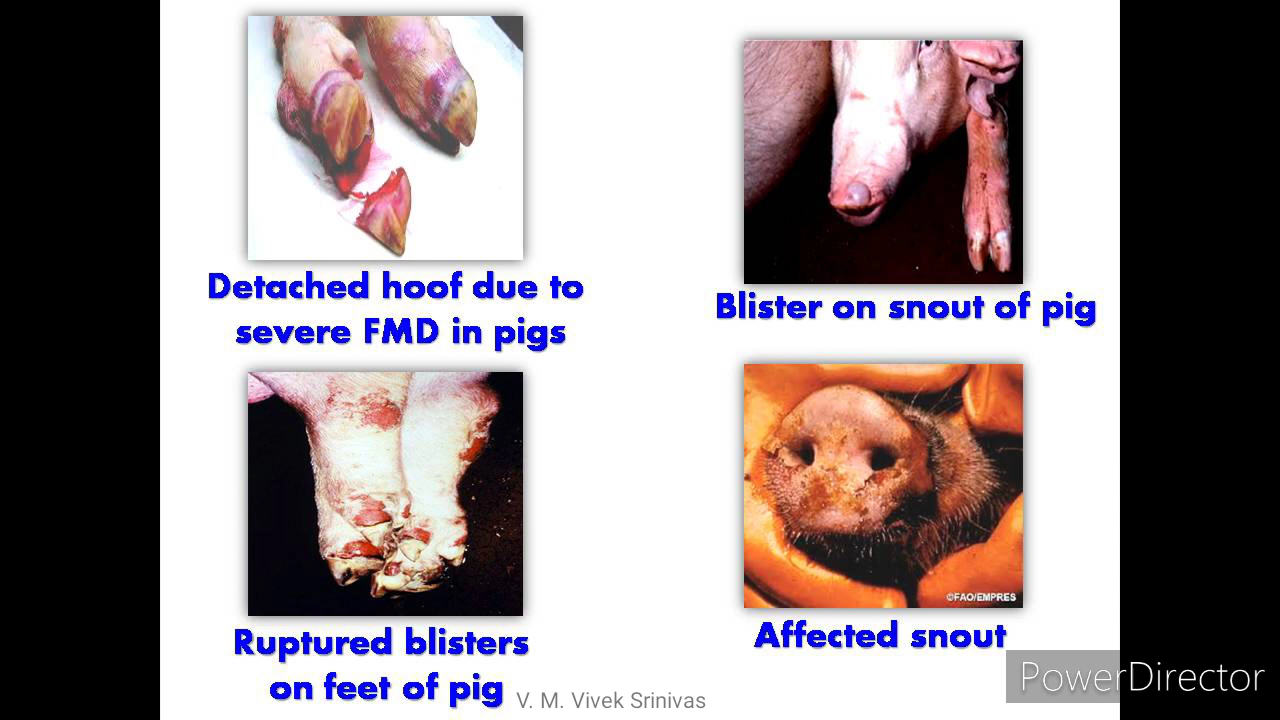 Detached hoof due to
severe FMD in pigs
Blister on snout of pig
©FAO/EMPRES
Ruptured blisters
on feet of pig
Affected snout
V. M. Vivek Srinivas
PowerDirector